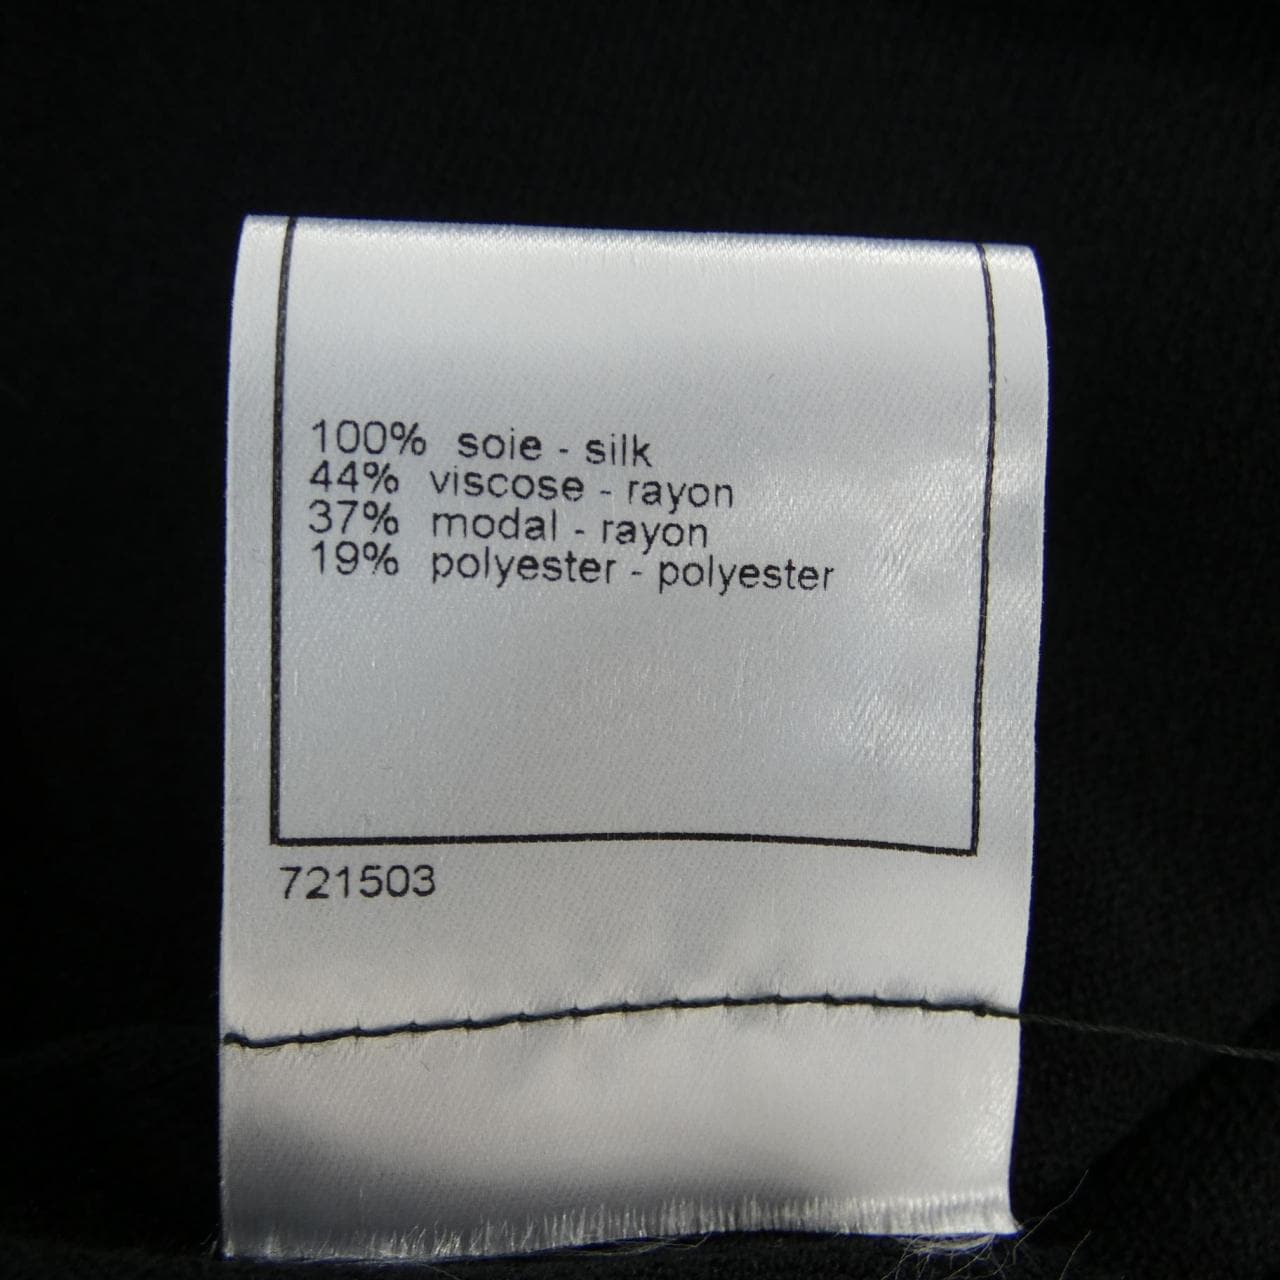 100% soie - silk
44% viscose - rayon
37% modal - rayon
19% polyester - polyester
721503